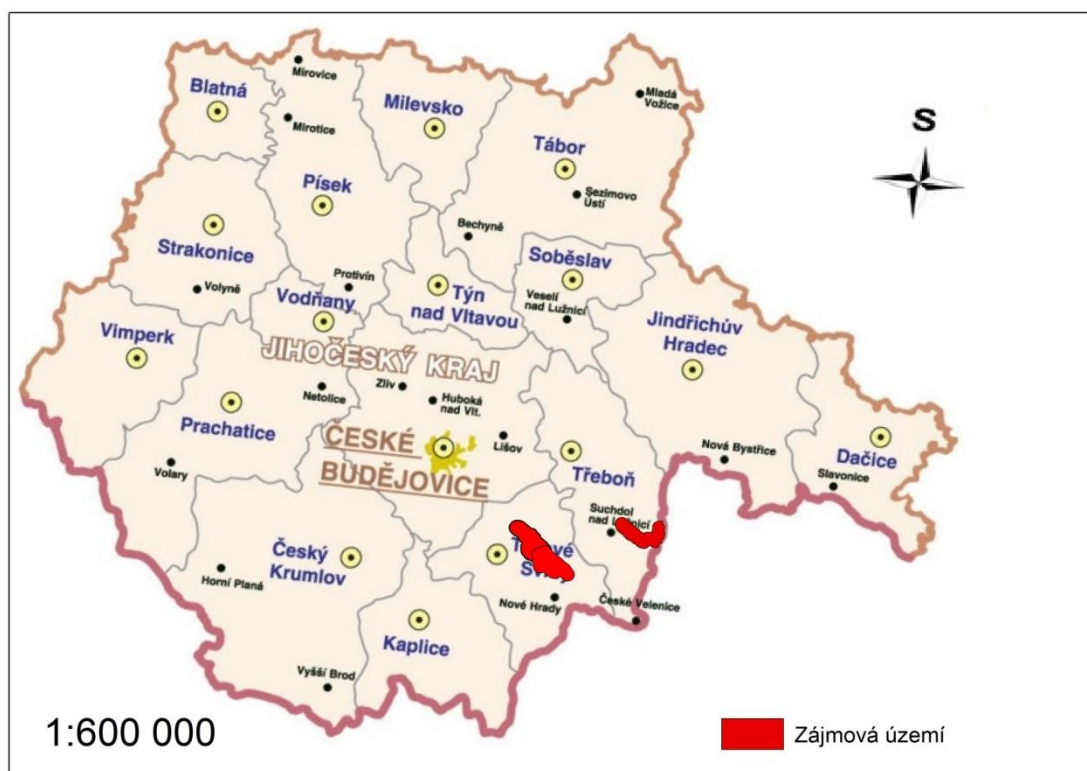 Mirovice
Blatná
Milevsko
Mladá
Vožice
S
Mirotice
Tábor
Písek
Sezimovo
Ústí
Strakonice
Bechyně
Soběslav
Volyně
Protivín
Vodňany
Týn
nad Vltavou
Veselí
nad Lužnicí
Jindřichův
Hradec
Vimperk
JIHOČESKÝ KRAJ
Zliv
Netolice
Huboká
nad Vlt.
Prachatice
ČESKÉ
BUDĚJOVICE
Lišov
Třeboň
Nová Bystřice
Dačice
Slavonice
Volary
Suchdol
nad
Český
Krumlov
Horní Planá
Nové Hrady
České Velenice
Kaplice
Vyšší Brod
1:600 000
Zájmová území